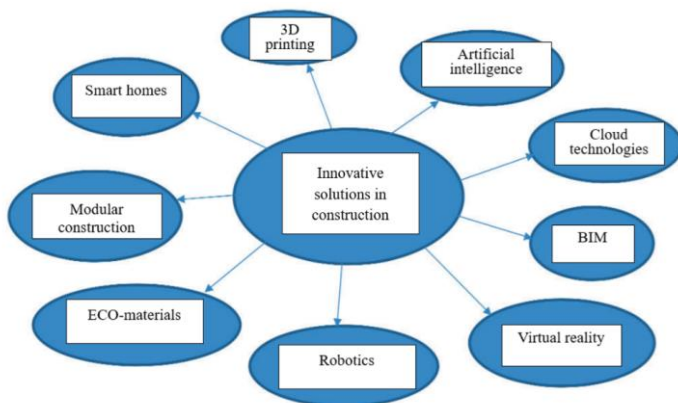 3D
printing
Artificial
intelligence
Smart homes
Cloud
technologies
Innovative
solutions in
construction
Modular
construction
BIM
ECO-materials
Virtual reality
Robotics